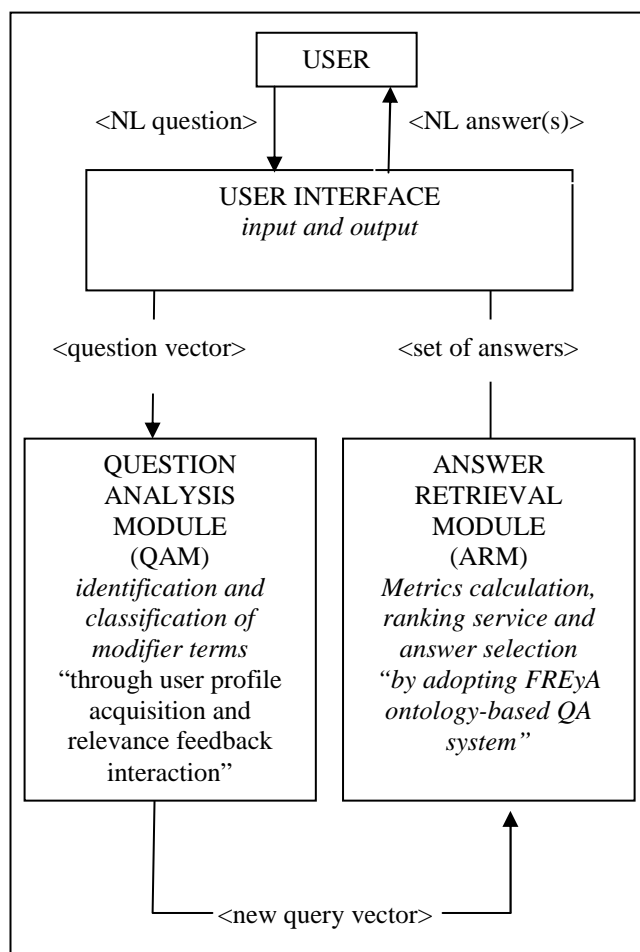 USER
<NL question>
<NL answer(s)>
USER INTERFACE
input and output
<question vector>
<set of answers>
QUESTION
ANALYSIS
MODULE
(QAM)
identification and
classification of
modifier terms
“through user profile
acquisition and
relevance feedback
interaction”
ANSWER
RETRIEVAL
MODULE
(ARM)
Metrics calculation,
ranking service and
answer selection
“by adopting FREyA
ontology-based QA
system”
<new query vector>